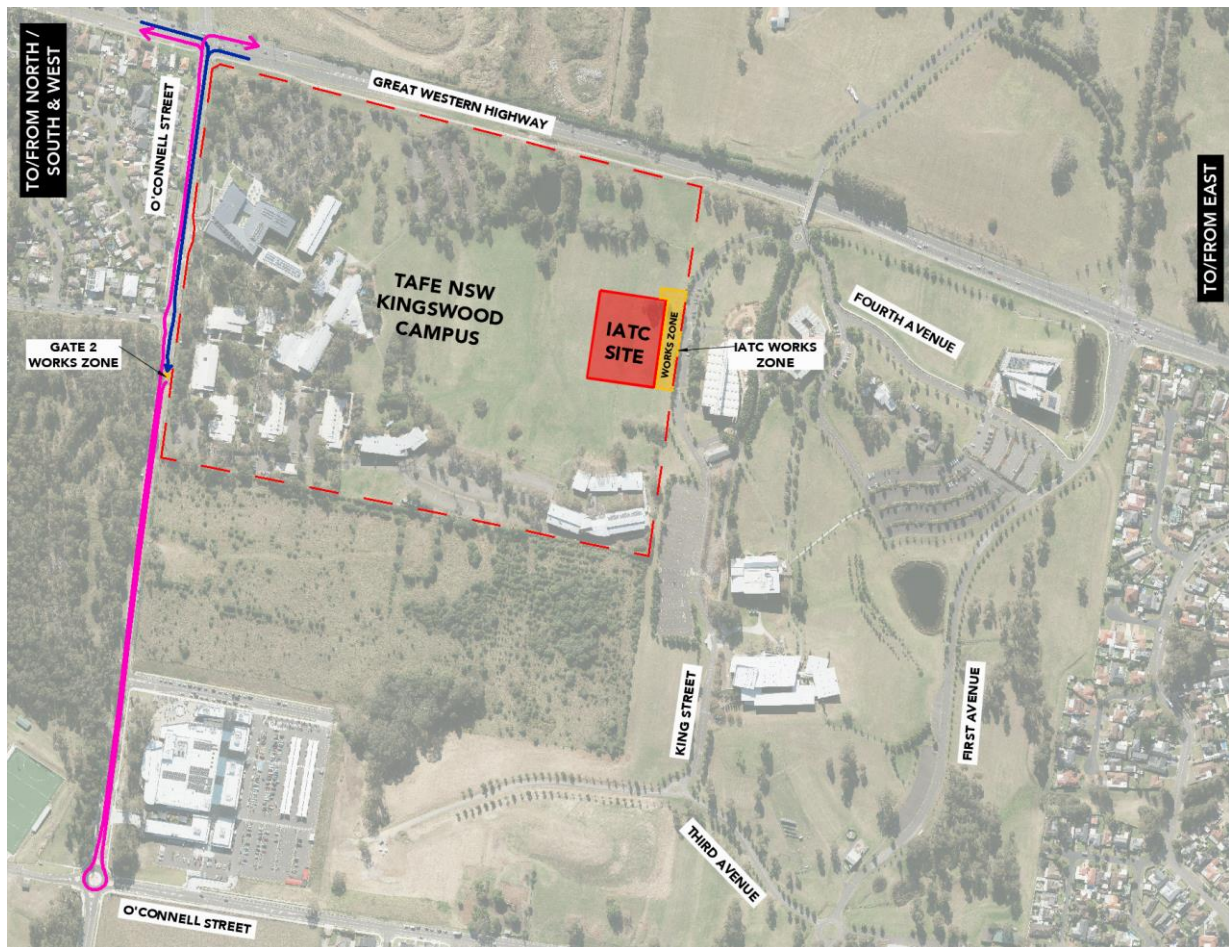 TO/FROM NORTH /
SOUTH & WEST
O'CONNELL STREET
GREAT WESTERN HIGHWAY
TO/FROM EAST
TAFE NSW
KINGSWOOD
CAMPUS
IATC
SITE
WORKS ZONE
IATC WORKS
ZONE
FOURTH AVENUE
GATE 2
WORKS ZONE
KING STREET
FIRST AVENUE
THIRD AVENUE
O'CONNELL STREET